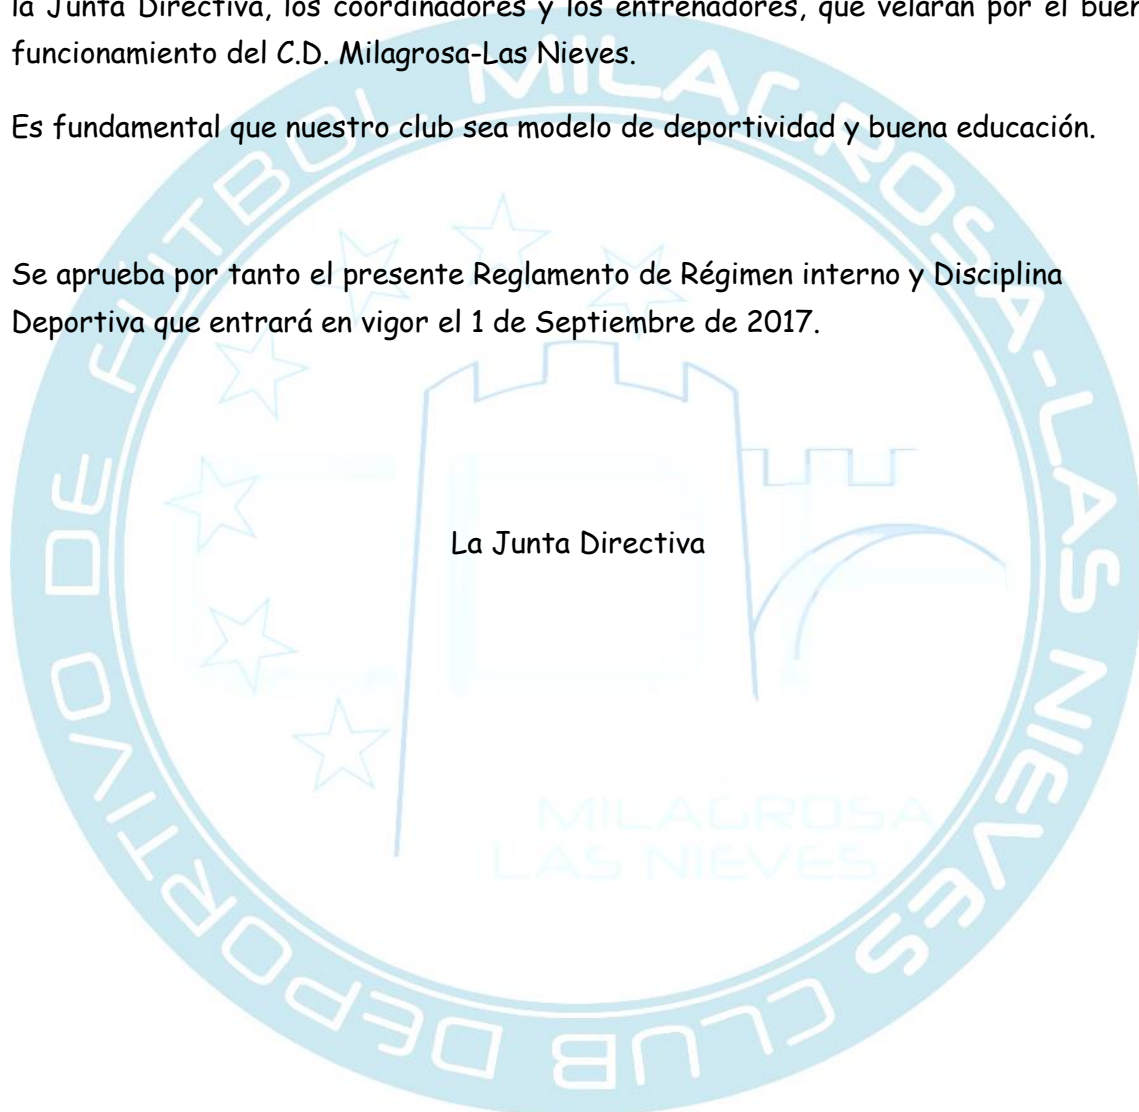 la Junta Directiva, los coordinadores y los entrenadores, que velarán por el buen
funcionamiento del C.D. Milagrosa-Las Nieves.
Es fundamental que nuestro club sea modelo de deportividad y buena educación.
Se aprueba por tanto el presente Reglamento de Régimen interno y Disciplina
Deportiva que entrará en vigor el 1 de Septiembre de 2017.
La Junta Directiva
MILAGROSA
LAS NIEVES
MILAGROSA-LAS NIEVES CLUB DEPORTIVO DE FÚTBOL